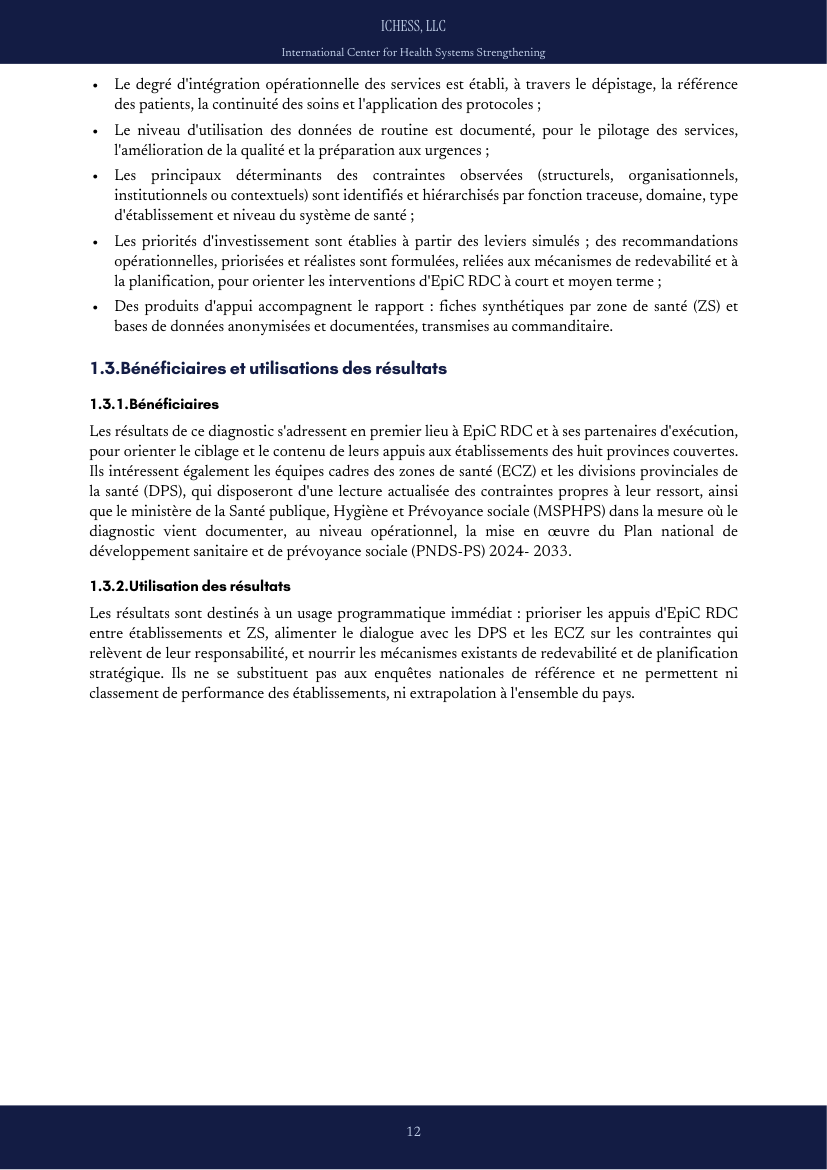 ICHESS, LLC
International Center for Health Systems Strengthening
• Le degré d'intégration opérationnelle des services est établi, à travers le dépistage, la référence
des patients, la continuité des soins et l'application des protocoles ;
• Le niveau d'utilisation des données de routine est documenté, pour le pilotage des services,
l'amélioration de la qualité et la préparation aux urgences ;
• Les principaux déterminants des contraintes observées (structurels, organisationnels,
institutionnels ou contextuels) sont identifiés et hiérarchisés par fonction traceuse, domaine, type
d'établissement et niveau du système de santé ;
• Les priorités d'investissement sont établies à partir des leviers simulés ; des recommandations
opérationnelles, priorisées et réalistes sont formulées, reliées aux mécanismes de redevabilité et à
la planification, pour orienter les interventions d'EpiC RDC à court et moyen terme ;
• Des produits d'appui accompagnent le rapport : fiches synthétiques par zone de santé (ZS) et
bases de données anonymisées et documentées, transmises au commanditaire.
1.3.Bénéficiaires et utilisations des résultats
1.3.1.Bénéficiaires
Les résultats de ce diagnostic s'adressent en premier lieu à EpiC RDC et à ses partenaires d'exécution,
pour orienter le ciblage et le contenu de leurs appuis aux établissements des huit provinces couvertes.
Ils intéressent également les équipes cadres des zones de santé (ECZ) et les divisions provinciales de
la santé (DPS), qui disposeront d'une lecture actualisée des contraintes propres à leur ressort, ainsi
que le ministère de la Santé publique, Hygiène et Prévoyance sociale (MSPHPS) dans la mesure où le
diagnostic vient documenter, au niveau opérationnel, la mise en œuvre du Plan national de
développement sanitaire et de prévoyance sociale (PNDS-PS) 2024- 2033.
1.3.2.Utilisation des résultats
Les résultats sont destinés à un usage programmatique immédiat : prioriser les appuis d'EpiC RDC
entre établissements et ZS, alimenter le dialogue avec les DPS et les ECZ sur les contraintes qui
relèvent de leur responsabilité, et nourrir les mécanismes existants de redevabilité et de planification
stratégique. Ils ne se substituent pas aux enquêtes nationales de référence et ne permettent ni
classement de performance des établissements, ni extrapolation à l'ensemble du pays.
12